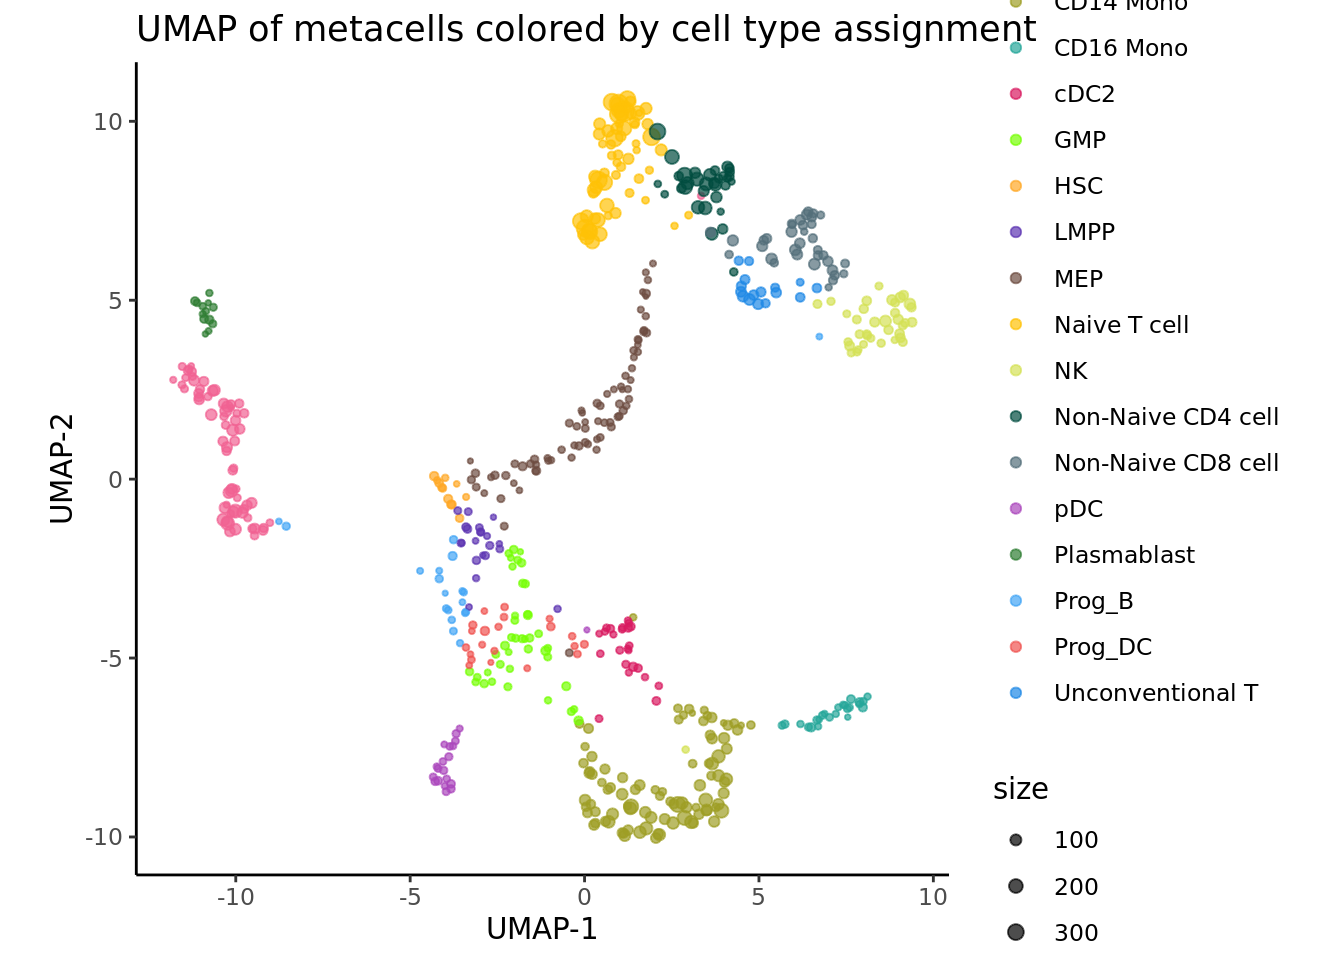 UMAP of metacells colored by cell type assignment
CD14 Mono
CD16 Mono
cDC2
GMP
HSC
LMPP
MEP
Naive T cell
NK
Non-Naive CD4 cell
Non-Naive CD8 cell
pDC
Plasmablast
Prog_B
Prog_DC
Unconventional T
size
100
200
300
10
5
0
-5
-10
UMAP-2
-10
-5
0
5
10
UMAP-1